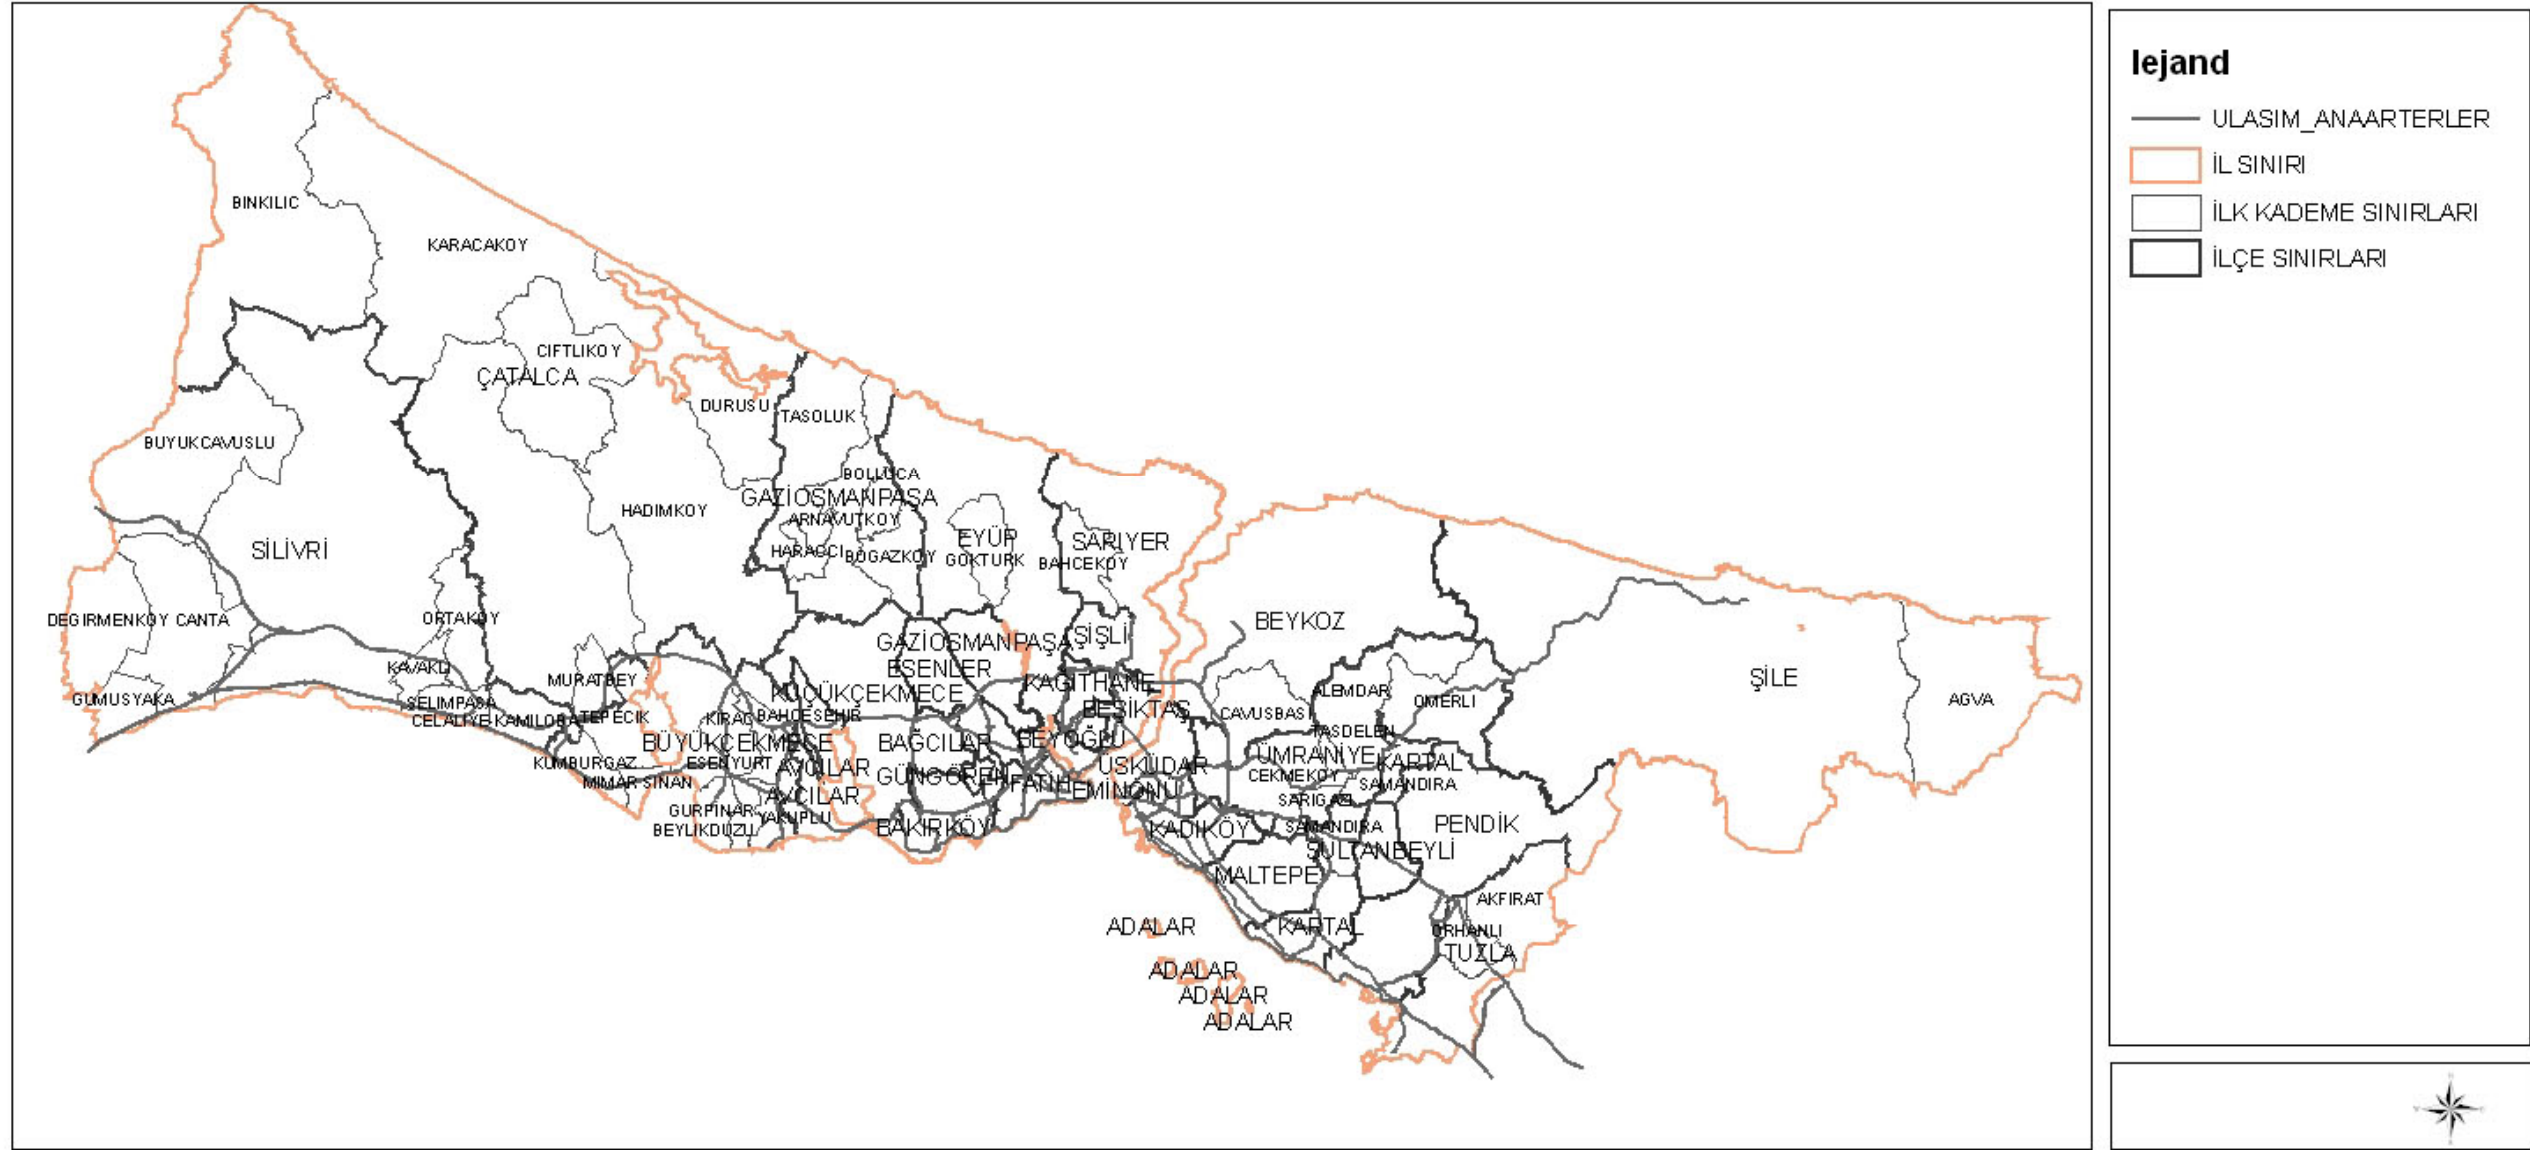 lejand
ULASIM_ANAARTERLER
İL SINIRI
İLK KADEME SINIRLARI
İLÇE SINIRLARI
BINKILIC
KARACAKOY
CIFTLIKOY
ÇATALCA
DURUSU
TASOLUK
BUYUKCAVUSLU
BOLLUCA
GAZİOSMANPAŞA
HADIMKOY
ARNAVUTKOY
SİLİVRİ
HARACCI
BOGAZKOY
EYÜP
GOKTURK
SARIYER
BAHCEKOY
DEGIRMENKOY
CANTA
ORTAKOY
BEYKOZ
GAZİOSMANPAŞA
ŞİŞLİ
ESENLER
KAVAKLI
MURATBEY
KAGITHANE
ŞİLE
GUMUSYAKA
SELIMPASA
KÜÇÜKÇEKMECE
ALEMDAR
OMERLI
AGVA
CELALIYE-KAMILOBA
TEPECIK
KIRAC
BAHCESEHIR
BEŞİKTAŞ
CAVUSBASI
TASDELEN
BÜYÜKÇEKMECE
BAĞCILAR
BEYOĞLU
ÜMRANİYE
KARTAL
KUMBURGAZ
ESENYURT
AVCILAR
ÜSKÜDAR
CEKMEKOY
MIMAR SINAN
GÜNGÖREN
FATİH
EMİNÖNÜ
SAMANDIRA
AVCILAR
SARIGAZI
GURPINAR
YAKUPLU
BEYLIKDUZU
BAKIRKÖY
KADIKÖY
SAMANDIRA
PENDİK
SULTANBEYLİ
MALTEPE
AKFIRAT
ADALAR
KARTAL
ORHANLI
TUZLA
ADALAR
ADALAR
ADALAR